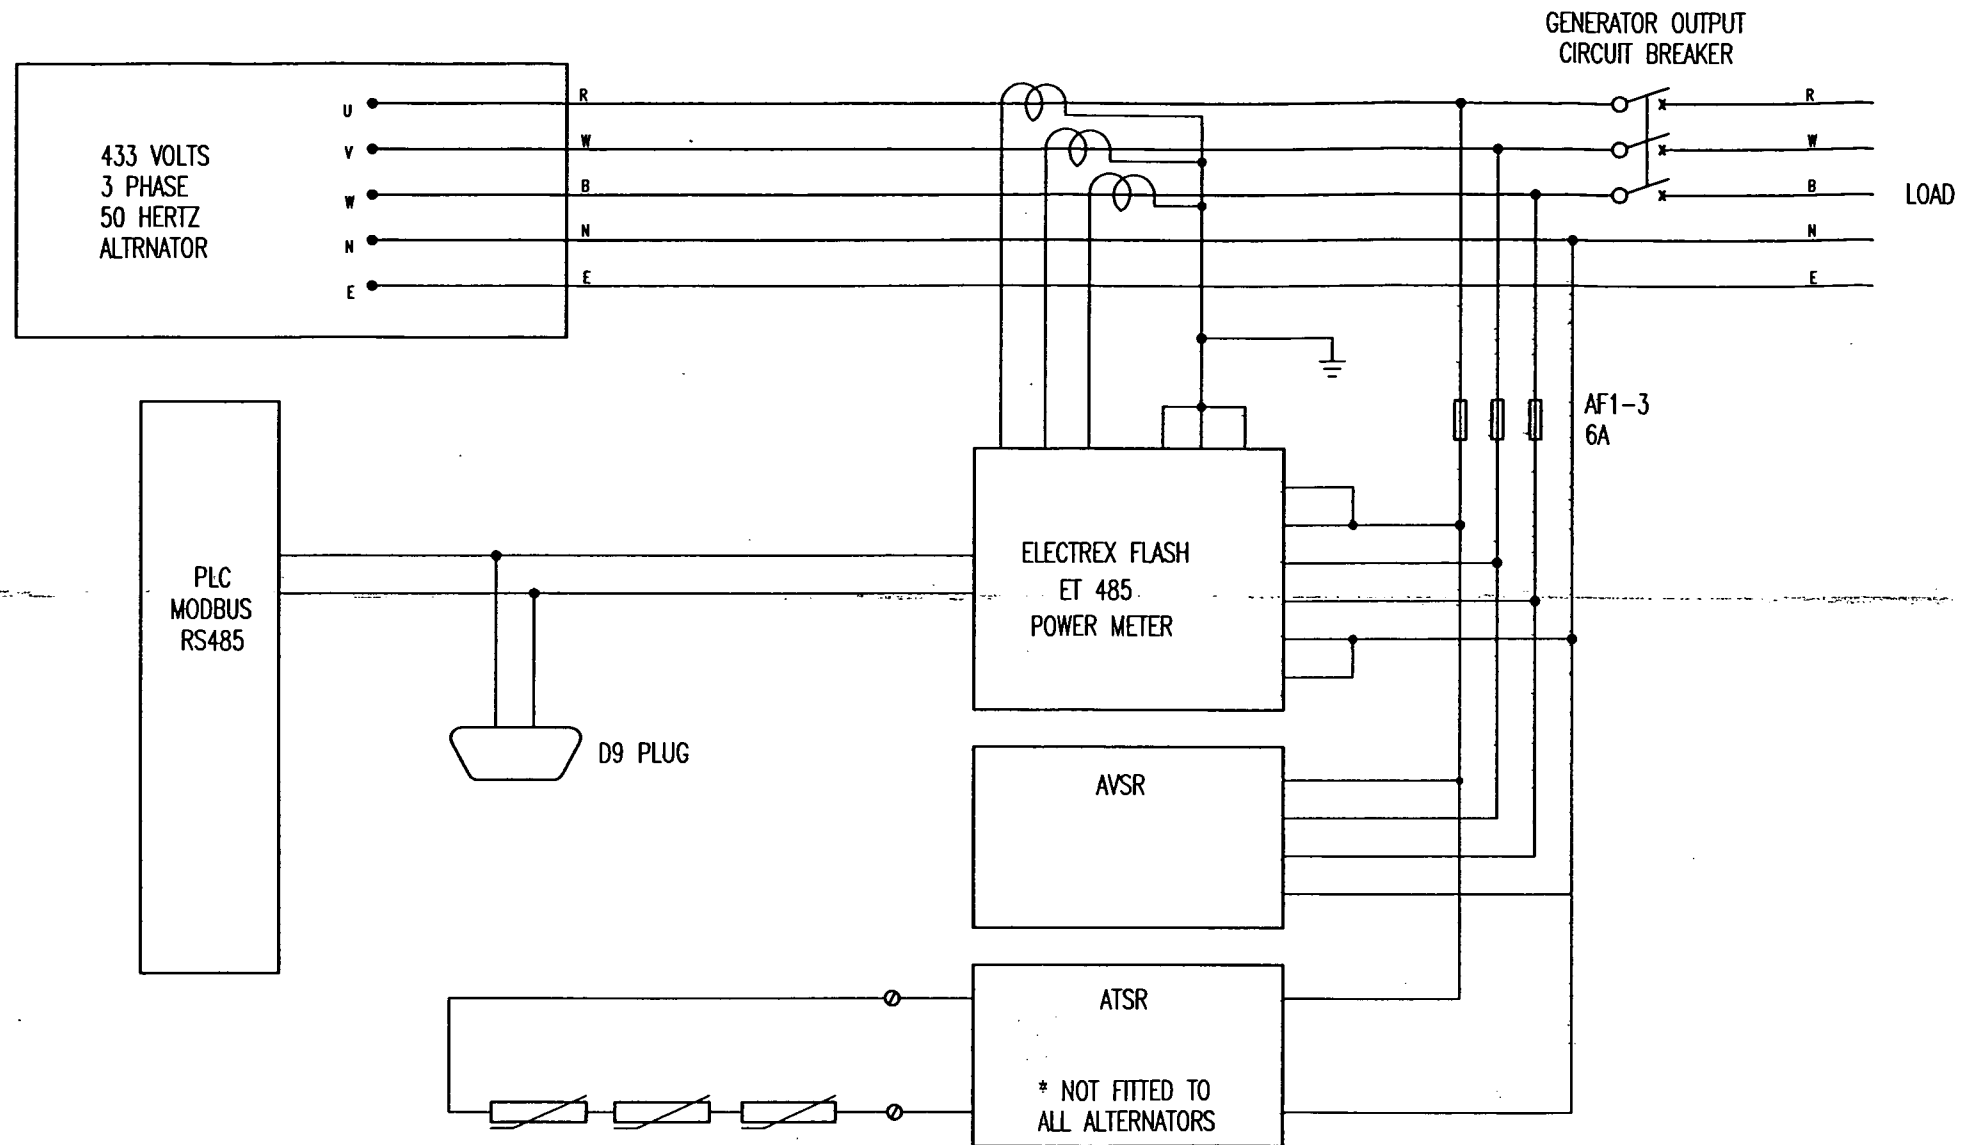 GENERATOR OUTPUT
CIRCUIT BREAKER
433 VOLTS
3 PHASE
50 HERTZ
ALTRNATOR
U
V
W
N
E
R
W
B
N
E
R
W
B
N
E
LOAD
AF1-3
6A
PLC
MODBUS
RS485
ELECTREX FLASH
ET 485
POWER METER
D9 PLUG
AVSR
ATSR
* NOT FITTED TO
ALL ALTERNATORS